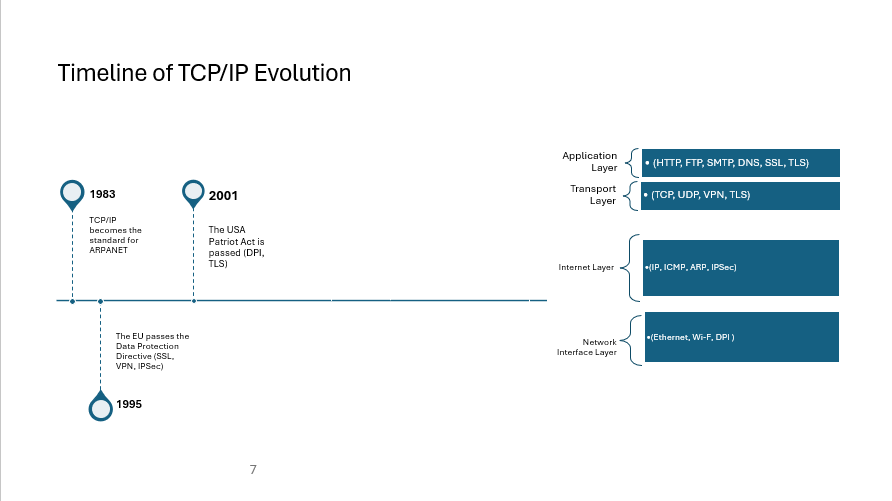 Timeline of TCP/IP Evolution
1983
TCP/IP
becomes the
standard for
ARPANET
2001
The USA
Patriot Act is
passed (DPI,
TLS)
The EU passes the
Data Protection
Directive (SSL,
VPN, IPSec)
1995
Application
Layer
• (HTTP, FTP, SMTP, DNS, SSL, TLS)
Transport
Layer
• (TCP, UDP, VPN, TLS)
Internet Layer
•(IP, ICMP, ARP, IPSec)
Network
Interface Layer
•(Ethernet, Wi-F, DPI )
7